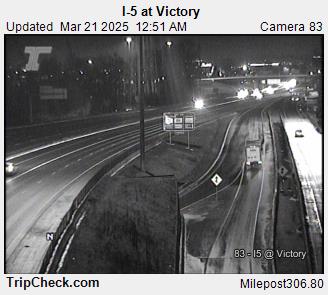 I-5 at Victory
Updated Mar 21 2025 12:51 AM Camera 83
T
N
83 - I5 @ Victory
TripCheck.com Milepost306.80